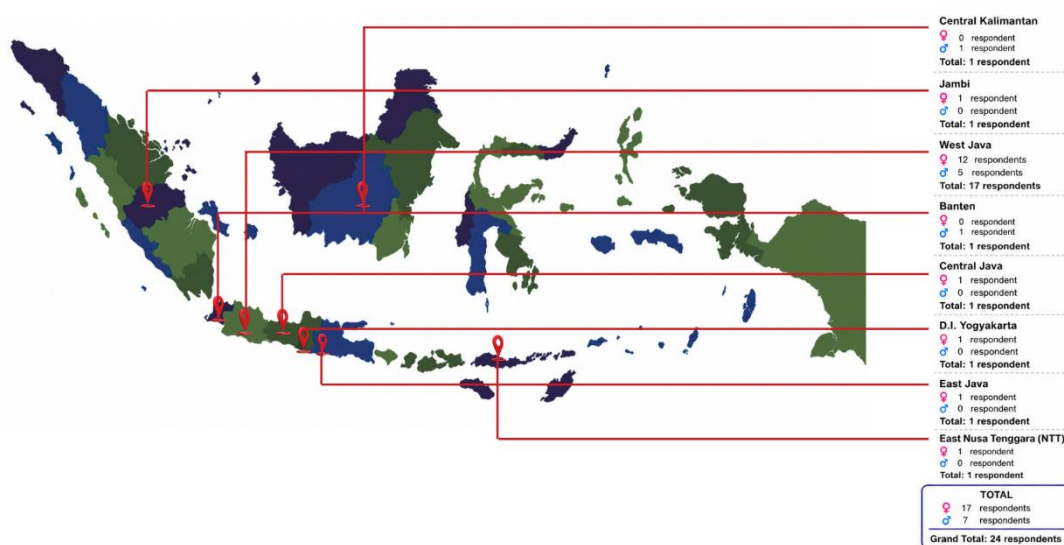 Central Kalimantan
♀ 0 respondent
♂ 1 respondent
Total: 1 respondent
Jambi
♀ 1 respondent
♂ 0 respondent
Total: 1 respondent
West Java
♀ 12 respondents
♂ 5 respondents
Total: 17 respondents
Banten
♀ 0 respondent
♂ 1 respondent
Total: 1 respondent
Central Java
♀ 1 respondent
♂ 0 respondent
Total: 1 respondent
D.I. Yogyakarta
♀ 1 respondent
♂ 0 respondent
Total: 1 respondent
East Java
♀ 1 respondent
♂ 0 respondent
Total: 1 respondent
East Nusa Tenggara (NTT)
♀ 1 respondent
♂ 0 respondent
Total: 1 respondent
TOTAL
♀ 17 respondents
♂ 7 respondents
Grand Total: 24 respondents